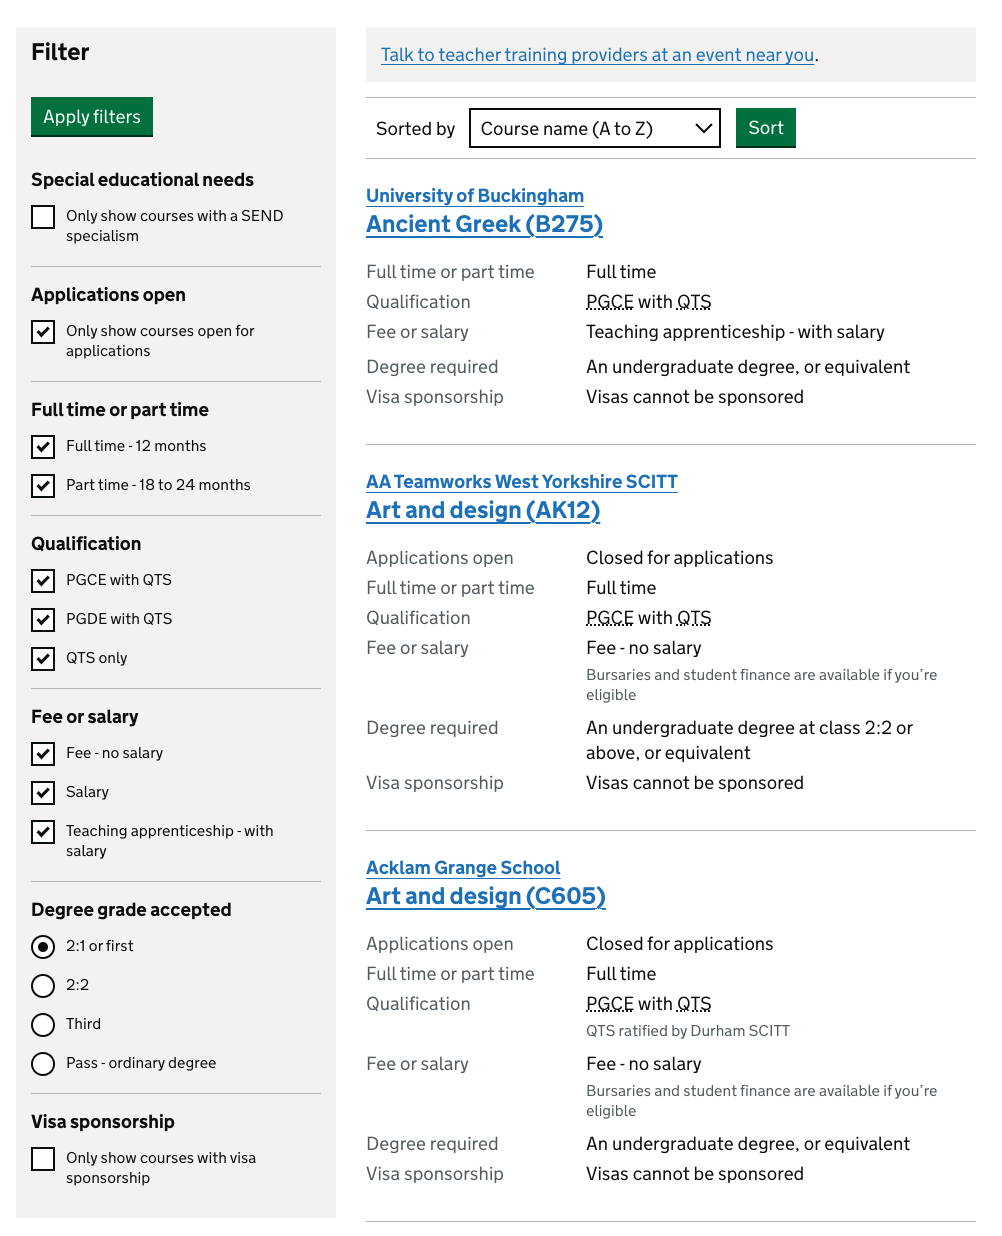 Filter
Apply filters
Special educational needs
Only show courses with a SEND
specialism
Applications open
Only show courses open for
applications
Full time or part time
Full time - 12 months
Part time - 18 to 24 months
Qualification
PGCE with QTS
PGDE with QTS
QTS only
Fee or salary
Fee - no salary
Salary
Teaching apprenticeship - with
salary
Degree grade accepted
2:1 or first
2:2
Third
Pass - ordinary degree
Visa sponsorship
Only show courses with visa
sponsorship
Talk to teacher training providers at an event near you.
Sorted by Course name (A to Z) Sort
University of Buckingham
Ancient Greek (B275)
Full time or part time Full time
Qualification PGCE with QTS
Fee or salary Teaching apprenticeship - with salary
Degree required An undergraduate degree, or equivalent
Visa sponsorship Visas cannot be sponsored
AA Teamworks West Yorkshire SCITT
Art and design (AK12)
Applications open Closed for applications
Full time or part time Full time
Qualification PGCE with QTS
Fee or salary Fee - no salary
Bursaries and student finance are available if you’re
eligible
Degree required An undergraduate degree at class 2:2 or
above, or equivalent
Visa sponsorship Visas cannot be sponsored
Acklam Grange School
Art and design (C605)
Applications open Closed for applications
Full time or part time Full time
Qualification PGCE with QTS
QTS ratified by Durham SCITT
Fee or salary Fee - no salary
Bursaries and student finance are available if you’re
eligible
Degree required An undergraduate degree, or equivalent
Visa sponsorship Visas cannot be sponsored